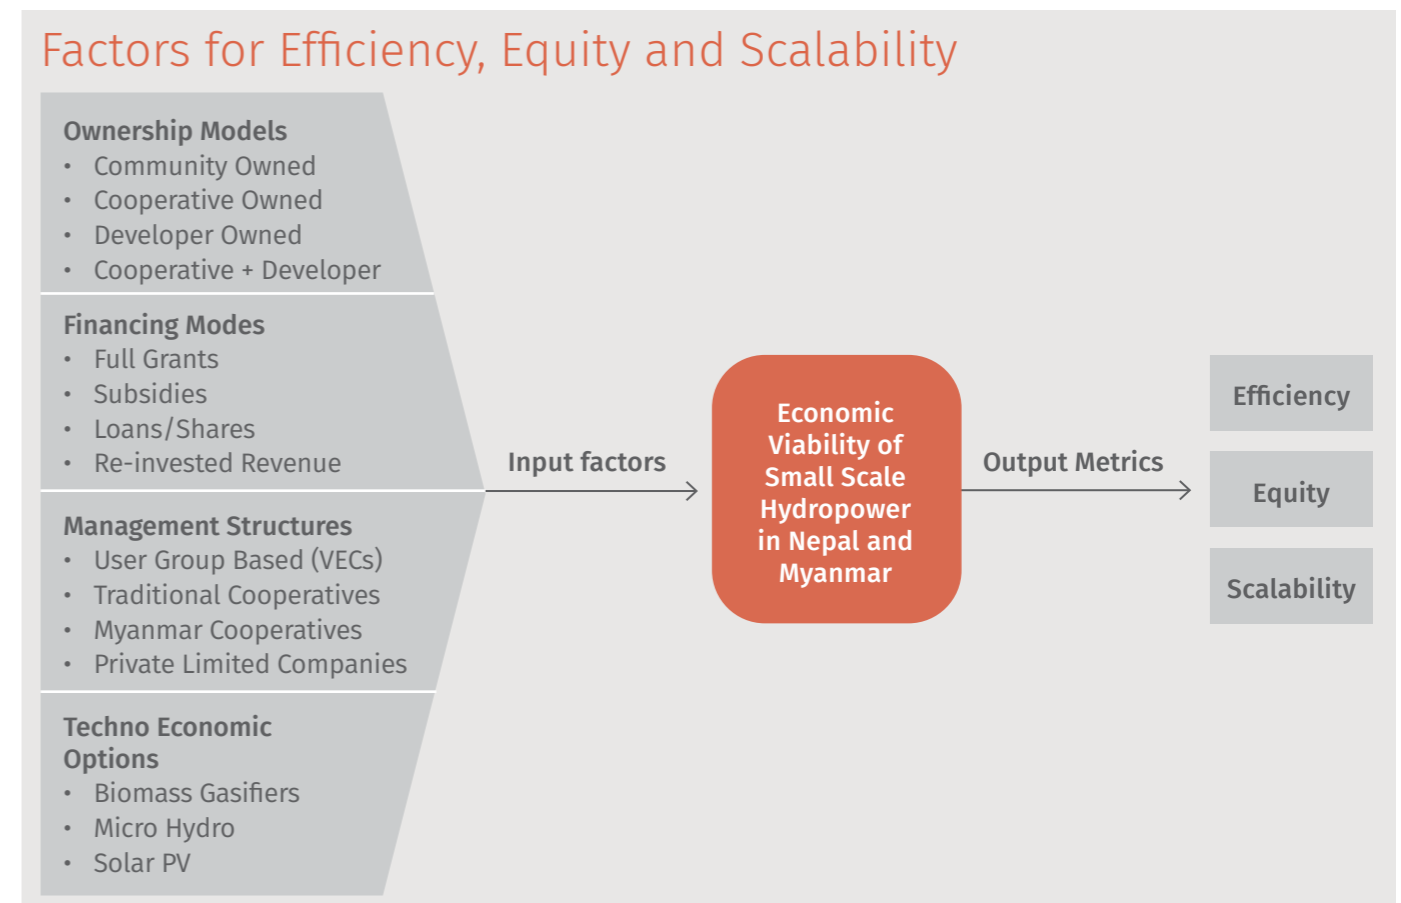 Factors for Efficiency, Equity and Scalability
Ownership Models
• Community Owned
• Cooperative Owned
• Developer Owned
• Cooperative + Developer
Financing Modes
• Full Grants
• Subsidies
• Loans/Shares
• Re-invested Revenue
Management Structures
• User Group Based (VECs)
• Traditional Cooperatives
• Myanmar Cooperatives
• Private Limited Companies
Techno Economic
Options
• Biomass Gasifiers
• Micro Hydro
• Solar PV
Input factors
Economic
Viability of
Small Scale
Hydropower
in Nepal and
Myanmar
Output Metrics
Efficiency
Equity
Scalability